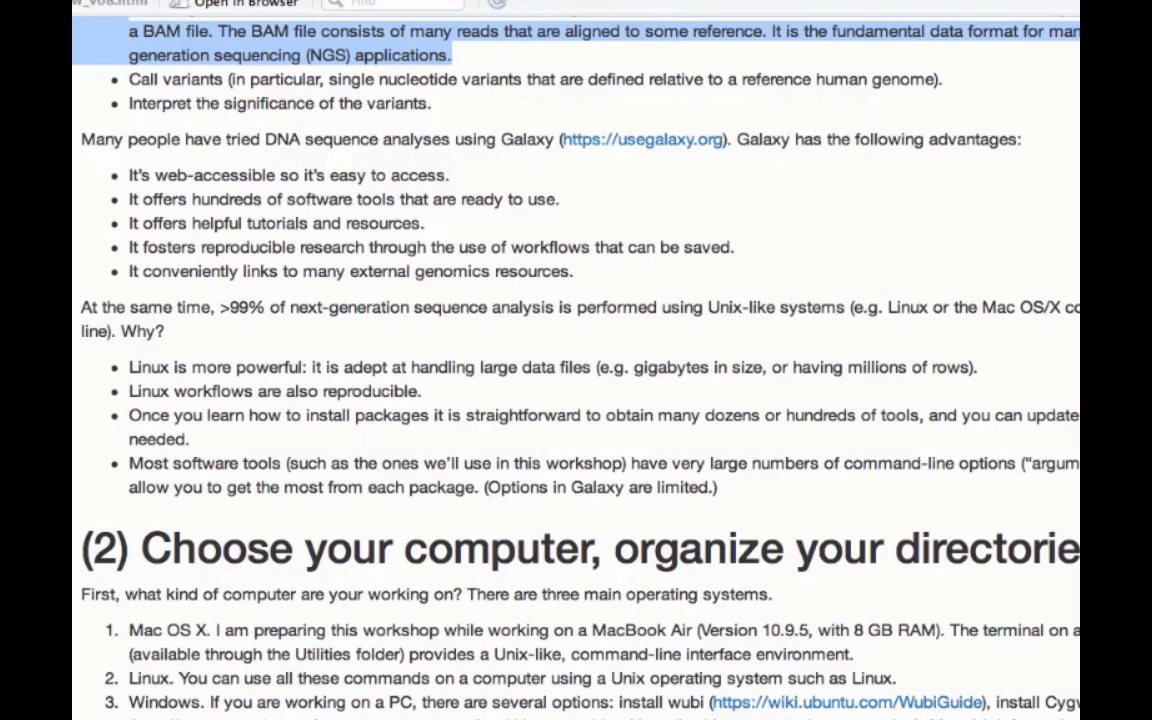 Open in Browser
Find
a BAM file. The BAM file consists of many reads that are aligned to some reference. It is the fundamental data format for
generation sequencing (NGS) applications.
• Call variants (in particular, single nucleotide variants that are defined relative to a reference human genome).
• Interpret the significance of the variants.
Many people have tried DNA sequence analyses using Galaxy (https://usegalaxy.org). Galaxy has the following advantages:
• It's web-accessible so it's easy to access.
• It offers hundreds of software tools that are ready to use.
• It offers helpful tutorials and resources.
• It fosters reproducible research through the use of workflows that can be saved.
• It conveniently links to many external genomics resources.
At the same time, >99% of next-generation sequence analysis is performed using Unix-like systems (e.g. Linux or the Mac OS/X
line). Why?
• Linux is more powerful: it is adept at handling large data files (e.g. gigabytes in size, or having millions of rows).
• Linux workflows are also reproducible.
• Once you learn how to install packages it is straightforward to obtain many dozens or hundreds of tools, and you can update
needed.
• Most software tools (such as the ones we'll use in this workshop) have very large numbers of command-line options ("argum
allow you to get the most from each package. (Options in Galaxy are limited.)
(2) Choose your computer, organize your directorie
First, what kind of computer are your working on? There are three main operating systems.
1. Mac OS X. I am preparing this workshop while working on a MacBook Air (Version 10.9.5, with 8 GB RAM). The terminal on a
(available through the Utilities folder) provides a Unix-like, command-line interface environment.
2. Linux. You can use all these commands on a computer using a Unix operating system such as Linux.
3. Windows. If you are working on a PC, there are several options: install wubi (https://wiki.ubuntu.com/WubiGuide), install